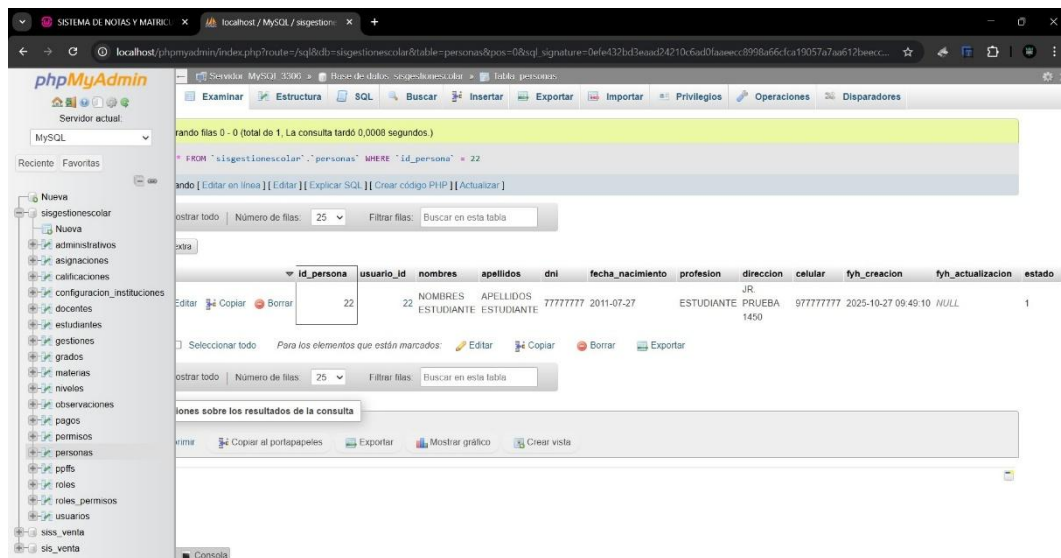 SISTEMA DE NOTAS Y MATRICU
localhost / MySQL / sisgestione
localhost/phpmyadmin/index.php?route=/sql&db=sisgestionescolar&table=personas&pos=0&sql_signature=
phpMyAdmin
Servidor actual:
MySQL
Reciente Favoritas
Nueva
sisgestionescolar
Nueva
administrativos
asignaciones
calificaciones
configuracion_instituciones
docentes
estudiantes
gestiones
grados
materias
niveles
observaciones
pagos
permisos
personas
ppffs
roles
roles_permisos
usuarios
siss_venta
sis_venta
Servidor: MySQL:3306 » Base de datos: sisgestionescolar » Tabla: personas
Examinar Estructura SQL Buscar Insertar Exportar Importar Privilegios Operaciones Disparadores
rando filas 0 - 0 (total de 1, La consulta tardó 0,0008 segundos.)
* FROM `sisgestionescolar`.`personas` WHERE `id_persona` = 22
ando [ Editar en línea ] [ Editar ] [ Explicar SQL ] [ Crear código PHP ] [ Actualizar ]
ostrar todo | Número de filas: 25 Filtrar filas: Buscar en esta tabla
extra
id_persona usuario_id nombres apellidos dni fecha_nacimiento profesion direccion celular fyh_creacion fyh_actualizacion estado
Editar Copiar Borrar 22 22 NOMBRES ESTUDIANTE APELLIDOS ESTUDIANTE 77777777 2011-07-27 ESTUDIANTE JR. PRUEBA 1450 977777777 2025-10-27 09:49:10 NULL 1
Seleccionar todo Para los elementos que están marcados: Editar Copiar Borrar Exportar
ostrar todo | Número de filas: 25 Filtrar filas: Buscar en esta tabla
iones sobre los resultados de la consulta
rimir Copiar al portapapeles Exportar Mostrar gráfico Crear vista
Consola